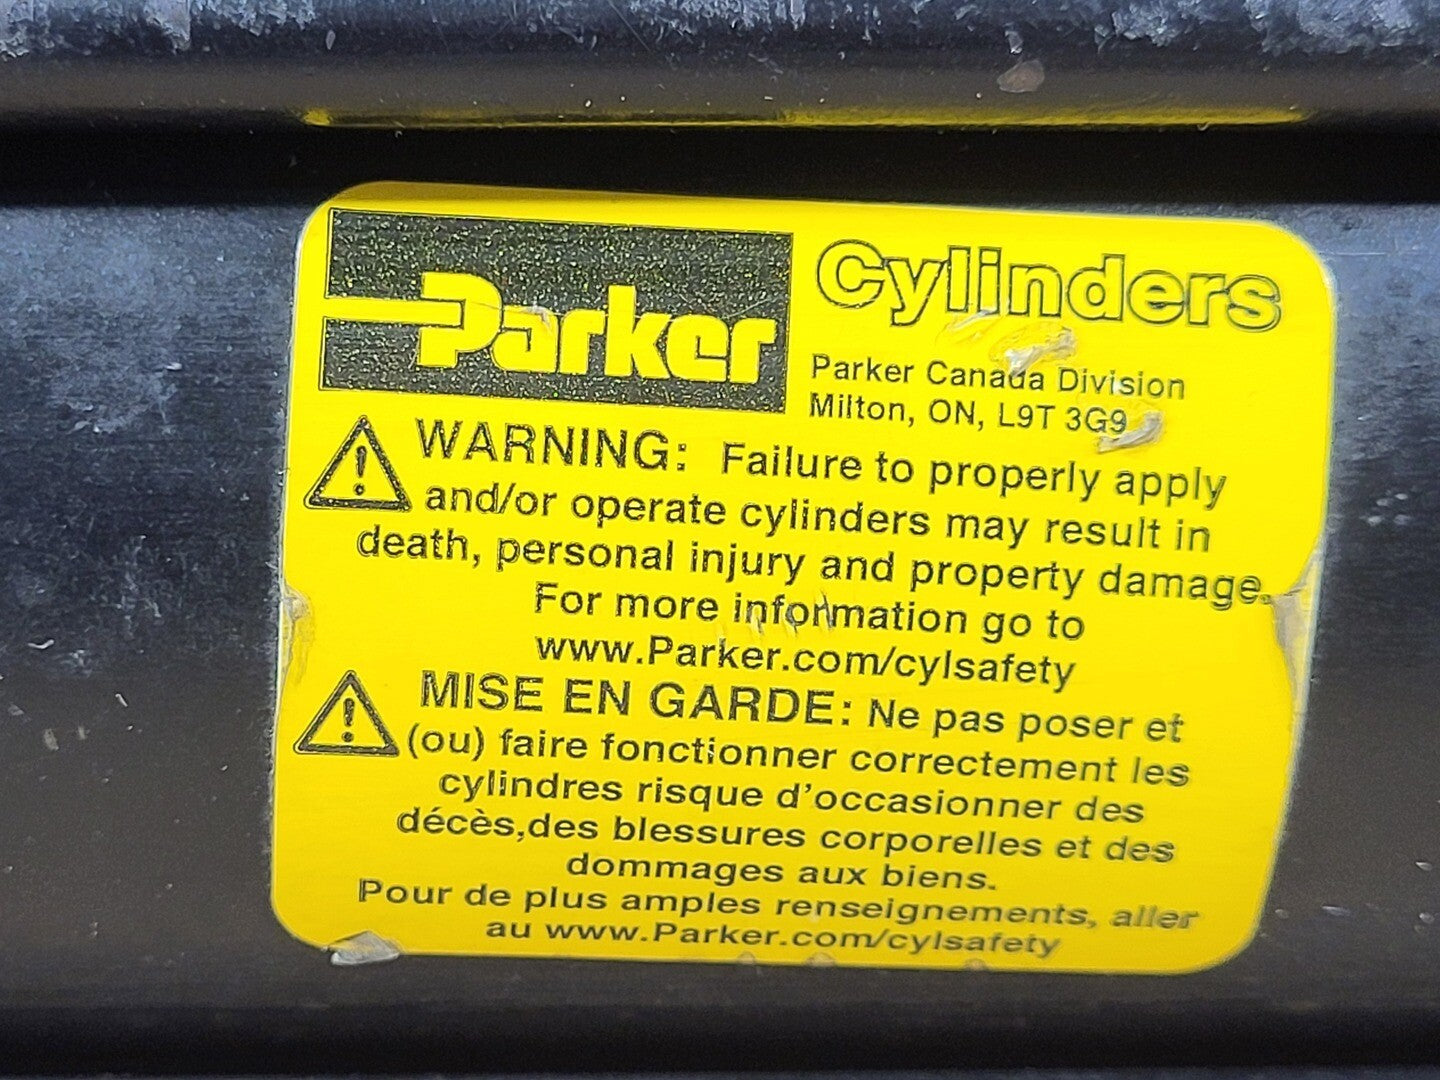 Parker
Cylinders
Parker Canada Division
Milton, ON, L9T 3G9
WARNING: Failure to properly apply
and/or operate cylinders may result in
death, personal injury and property damage.
For more information go to
www.Parker.com/cylsafety
MISE EN GARDE: Ne pas poser et
(ou) faire fonctionner correctement les
cylindres risque d'occasionner des
décès,des blessures corporelles et des
dommages aux biens.
Pour de plus amples renseignements, aller
au www.Parker.com/cylsafety